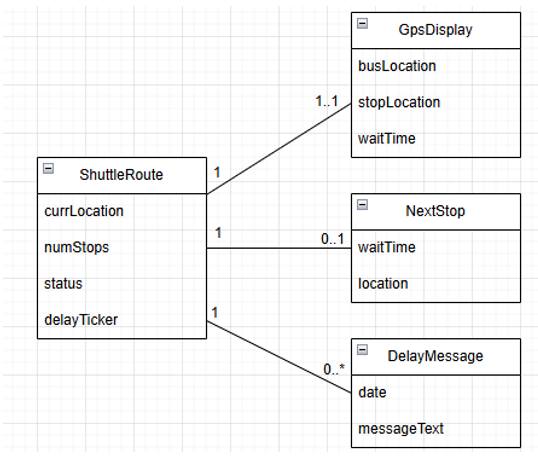 GpsDisplay
busLocation
stopLocation
waitTime
1..1
1
ShuttleRoute
currLocation
numStops
status
delayTicker
1
0..1
NextStop
waitTime
location
1
0..*
DelayMessage
date
messageText